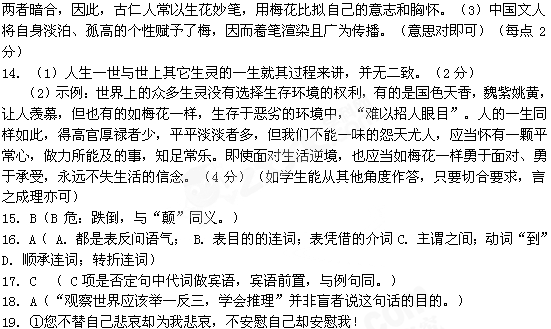 两者暗合，因此，古仁人常以生花妙笔，用梅花比拟自己的意志和胸怀。（3）中国文人
将自身淡泊、孤高的个性赋予了梅，因而着笔渲染且广为传播。（意思对即可）（每点 2
分）
14. （1）人生一世与世上其它生灵的一生就其过程来讲，并无二致。（2 分）
（2）示例：世界上的众多生灵没有选择生存环境的权利，有的是国色天香，魏紫姚黄，
让人羡慕，但也有的如梅花一样，生存于恶劣的环境中，“难以招人眼目”。人的一生同
样如此，得高官厚禄者少，平平淡淡者多，但我们不能一味的怨天尤人，应当怀有一颗平
常心，做力所能及的事，知足常乐。即使面对生活逆境，也应当如梅花一样勇于面对、勇
于承受，永远不失生活的信念。（4 分）（如学生能从其他角度作答，只要切合要求，言
之成理亦可）
15. B（B 危：跌倒，与“颠”同义。）
16. A（ A. 都是表反问语气； B. 表目的的连词；表凭借的介词 C. 主谓之间；动词“到”
D. 顺承连词；转折连词）
17. C （ C 项是否定句中代词做宾语，宾语前置，与例句同。）
18. A（“观察世界应该举一反三，学会推理”并非盲者说这句话的目的。）
19. ①您不替自己悲哀却为我悲哀，不安慰自己却安慰我！